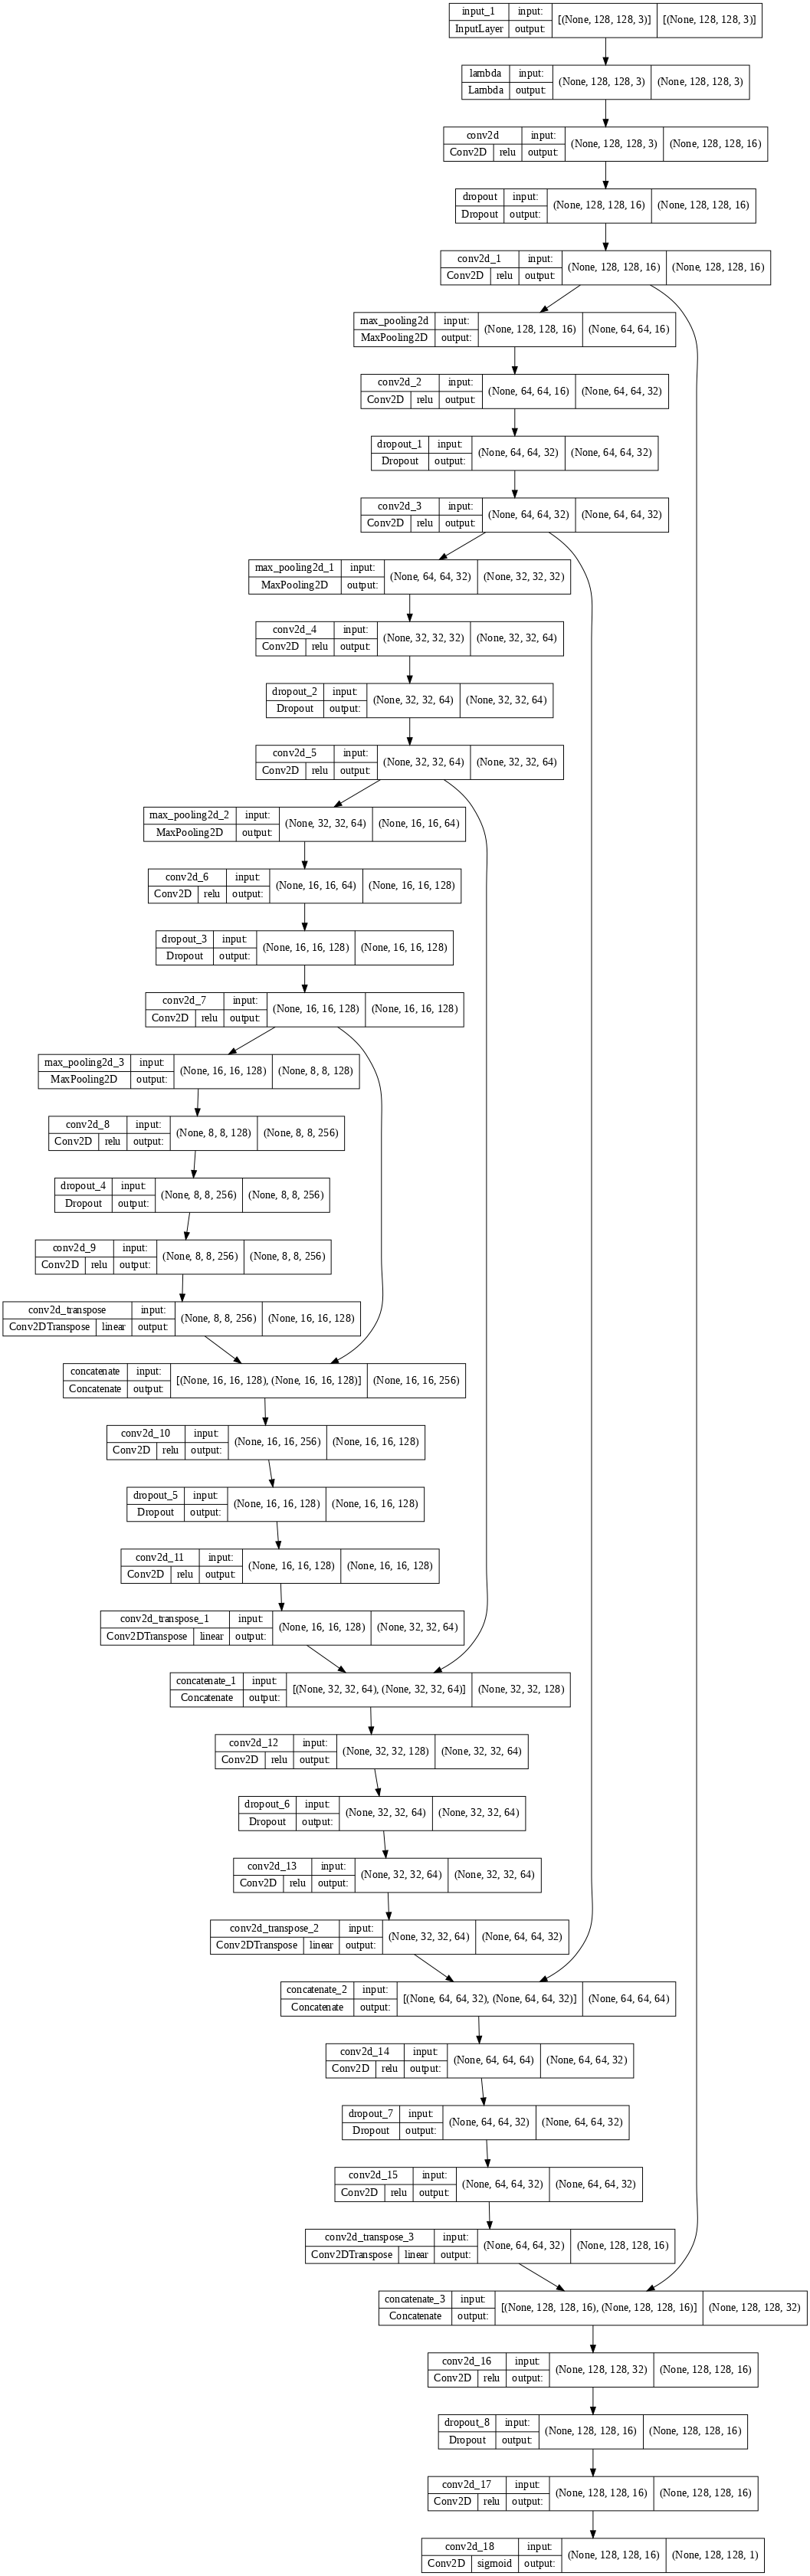 input_1 input: [(None, 128, 128, 3)] [(None, 128, 128, 3)]
InputLayer output:
lambda input: (None, 128, 128, 3) (None, 128, 128, 3)
Lambda output:
conv2d input: (None, 128, 128, 3) (None, 128, 128, 16)
Conv2D relu output:
dropout input: (None, 128, 128, 16) (None, 128, 128, 16)
Dropout output:
conv2d_1 input: (None, 128, 128, 16) (None, 128, 128, 16)
Conv2D relu output:
max_pooling2d input: (None, 128, 128, 16) (None, 64, 64, 16)
MaxPooling2D output:
conv2d_2 input: (None, 64, 64, 16) (None, 64, 64, 32)
Conv2D relu output:
dropout_1 input: (None, 64, 64, 32) (None, 64, 64, 32)
Dropout output:
conv2d_3 input: (None, 64, 64, 32) (None, 64, 64, 32)
Conv2D relu output:
max_pooling2d_1 input: (None, 64, 64, 32) (None, 32, 32, 32)
MaxPooling2D output:
conv2d_4 input: (None, 32, 32, 32) (None, 32, 32, 64)
Conv2D relu output:
dropout_2 input: (None, 32, 32, 64) (None, 32, 32, 64)
Dropout output:
conv2d_5 input: (None, 32, 32, 64) (None, 32, 32, 64)
Conv2D relu output:
max_pooling2d_2 input: (None, 32, 32, 64) (None, 16, 16, 64)
MaxPooling2D output:
conv2d_6 input: (None, 16, 16, 64) (None, 16, 16, 128)
Conv2D relu output:
dropout_3 input: (None, 16, 16, 128) (None, 16, 16, 128)
Dropout output:
conv2d_7 input: (None, 16, 16, 128) (None, 16, 16, 128)
Conv2D relu output:
max_pooling2d_3 input: (None, 16, 16, 128) (None, 8, 8, 128)
MaxPooling2D output:
conv2d_8 input: (None, 8, 8, 128) (None, 8, 8, 256)
Conv2D relu output:
dropout_4 input: (None, 8, 8, 256) (None, 8, 8, 256)
Dropout output:
conv2d_9 input: (None, 8, 8, 256) (None, 8, 8, 256)
Conv2D relu output:
conv2d_transpose input: (None, 8, 8, 256) (None, 16, 16, 128)
Conv2DTranspose linear output:
concatenate input: [(None, 16, 16, 128), (None, 16, 16, 128)] (None, 16, 16, 256)
Concatenate output:
conv2d_10 input: (None, 16, 16, 256) (None, 16, 16, 128)
Conv2D relu output:
dropout_5 input: (None, 16, 16, 128) (None, 16, 16, 128)
Dropout output:
conv2d_11 input: (None, 16, 16, 128) (None, 16, 16, 128)
Conv2D relu output:
conv2d_transpose_1 input: (None, 16, 16, 128) (None, 32, 32, 64)
Conv2DTranspose linear output:
concatenate_1 input: [(None, 32, 32, 64), (None, 32, 32, 64)] (None, 32, 32, 128)
Concatenate output:
conv2d_12 input: (None, 32, 32, 128) (None, 32, 32, 64)
Conv2D relu output:
dropout_6 input: (None, 32, 32, 64) (None, 32, 32, 64)
Dropout output:
conv2d_13 input: (None, 32, 32, 64) (None, 32, 32, 64)
Conv2D relu output:
conv2d_transpose_2 input: (None, 32, 32, 64) (None, 64, 64, 32)
Conv2DTranspose linear output:
concatenate_2 input: [(None, 64, 64, 32), (None, 64, 64, 32)] (None, 64, 64, 64)
Concatenate output:
conv2d_14 input: (None, 64, 64, 64) (None, 64, 64, 32)
Conv2D relu output:
dropout_7 input: (None, 64, 64, 32) (None, 64, 64, 32)
Dropout output:
conv2d_15 input: (None, 64, 64, 32) (None, 64, 64, 32)
Conv2D relu output:
conv2d_transpose_3 input: (None, 64, 64, 32) (None, 128, 128, 16)
Conv2DTranspose linear output:
concatenate_3 input: [(None, 128, 128, 16), (None, 128, 128, 16)] (None, 128, 128, 32)
Concatenate output:
conv2d_16 input: (None, 128, 128, 32) (None, 128, 128, 16)
Conv2D relu output:
dropout_8 input: (None, 128, 128, 16) (None, 128, 128, 16)
Dropout output:
conv2d_17 input: (None, 128, 128, 16) (None, 128, 128, 16)
Conv2D relu output:
conv2d_18 input: (None, 128, 128, 16) (None, 128, 128, 1)
Conv2D sigmoid output: